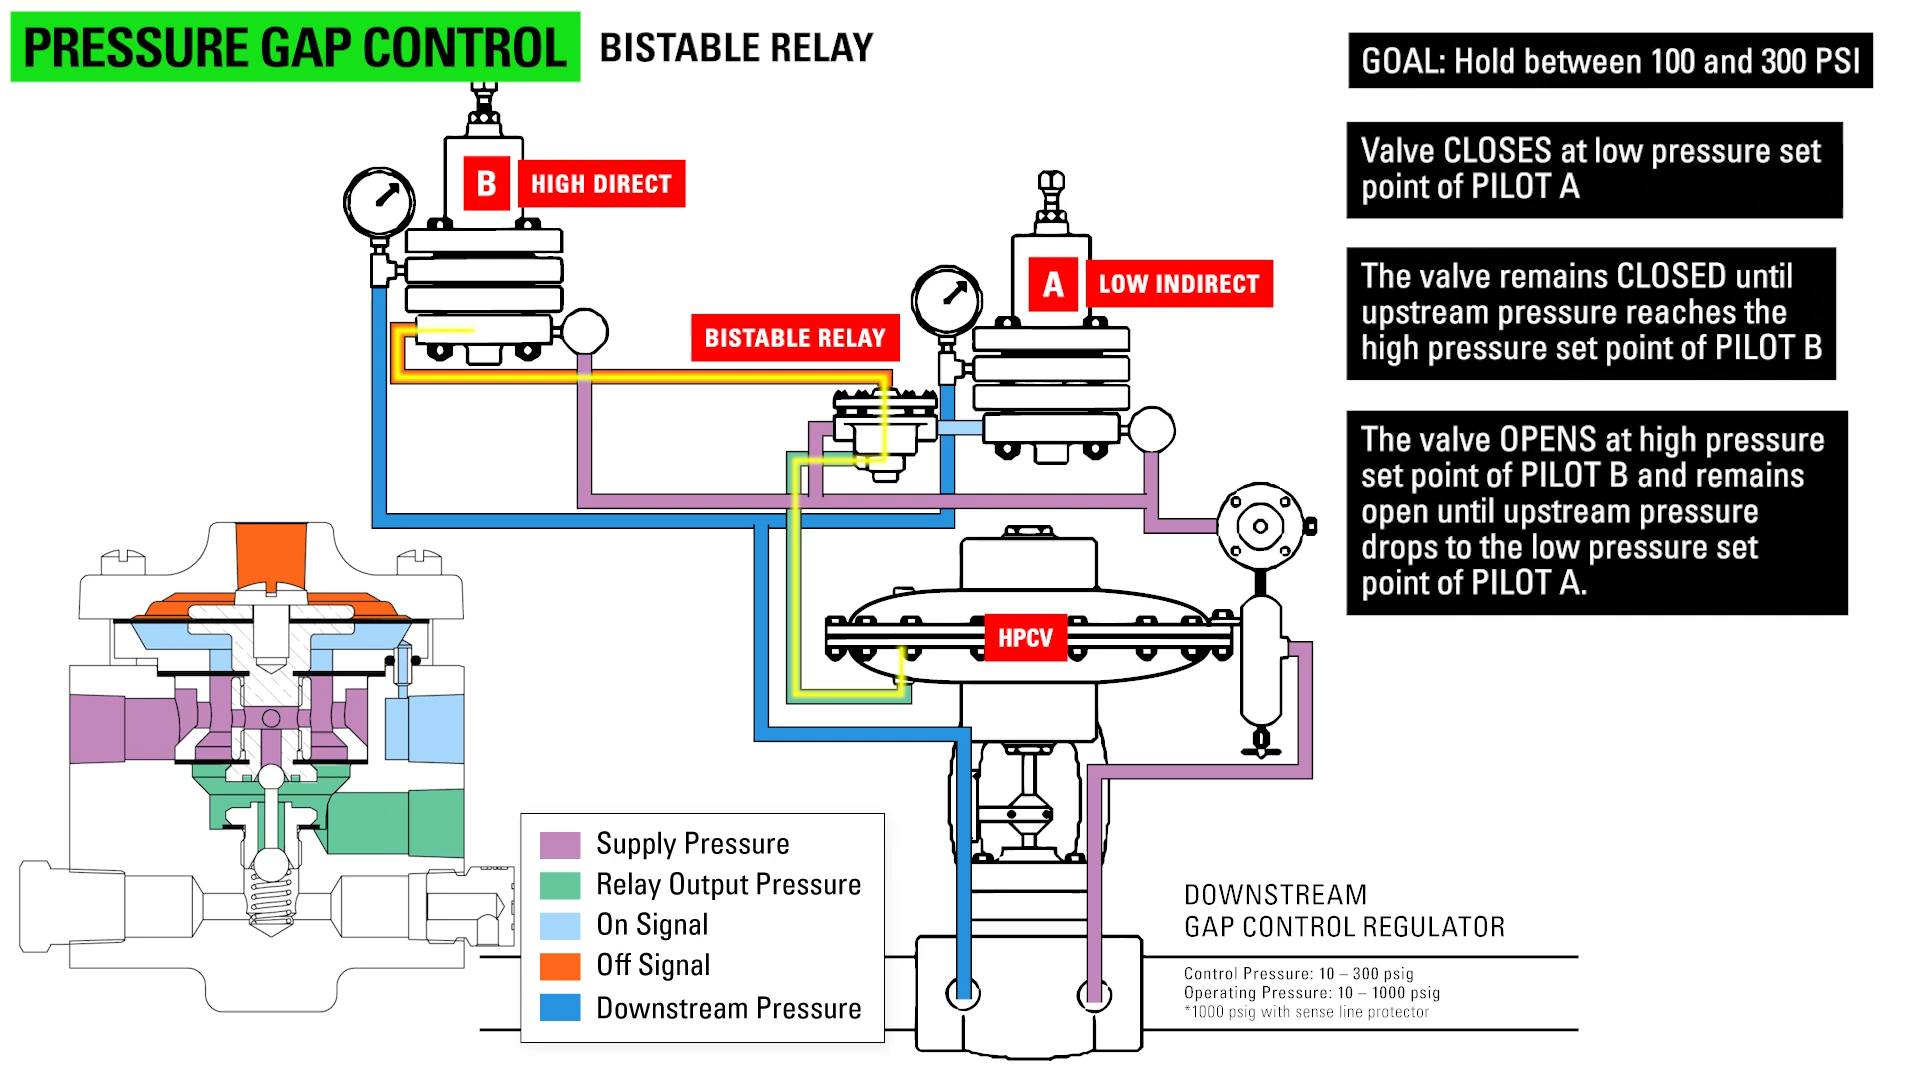 PRESSURE GAP CONTROL
BISTABLE RELAY
GOAL: Hold between 100 and 300 PSI
Valve CLOSES at low pressure set
point of PILOT A
The valve remains CLOSED until
upstream pressure reaches the
high pressure set point of PILOT B
The valve OPENS at high pressure
set point of PILOT B and remains
open until upstream pressure
drops to the low pressure set
point of PILOT A.
B
HIGH DIRECT
A
LOW INDIRECT
BISTABLE RELAY
HPCV
Supply Pressure
Relay Output Pressure
On Signal
Off Signal
Downstream Pressure
DOWNSTREAM
GAP CONTROL REGULATOR
Control Pressure: 10 – 300 psig
Operating Pressure: 10 – 1000 psig
*1000 psig with sense line protector